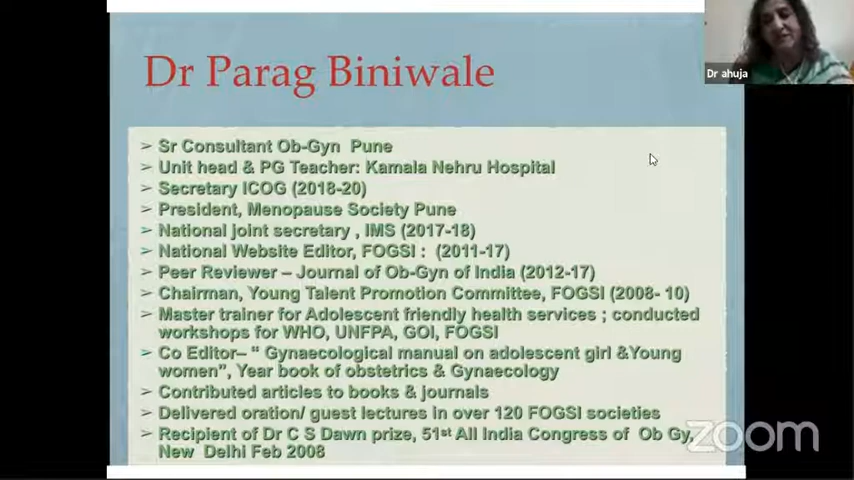 Dr Parag Biniwale
Dr ahuja
➢ Sr Consultant Ob-Gyn Pune
➢ Unit head & PG Teacher: Kamala Nehru Hospital
➢ Secretary ICOG (2018-20)
➢ President, Menopause Society Pune
➢ National joint secretary , IMS (2017-18)
➢ National Website Editor, FOGSI : (2011-17)
➢ Peer Reviewer – Journal of Ob-Gyn of India (2012-17)
➢ Chairman, Young Talent Promotion Committee, FOGSI (2008- 10)
➢ Master trainer for Adolescent friendly health services ; conducted
workshops for WHO, UNFPA, GOI, FOGSI
➢ Co Editor– “ Gynaecological manual on adolescent girl &Young
women”, Year book of obstetrics & Gynaecology
➢ Contributed articles to books & journals
➢ Delivered oration/ guest lectures in over 120 FOGSI societies
➢ Recipient of Dr C S Dawn prize, 51st All India Congress of Ob Gy,
New Delhi Feb 2008
zoom